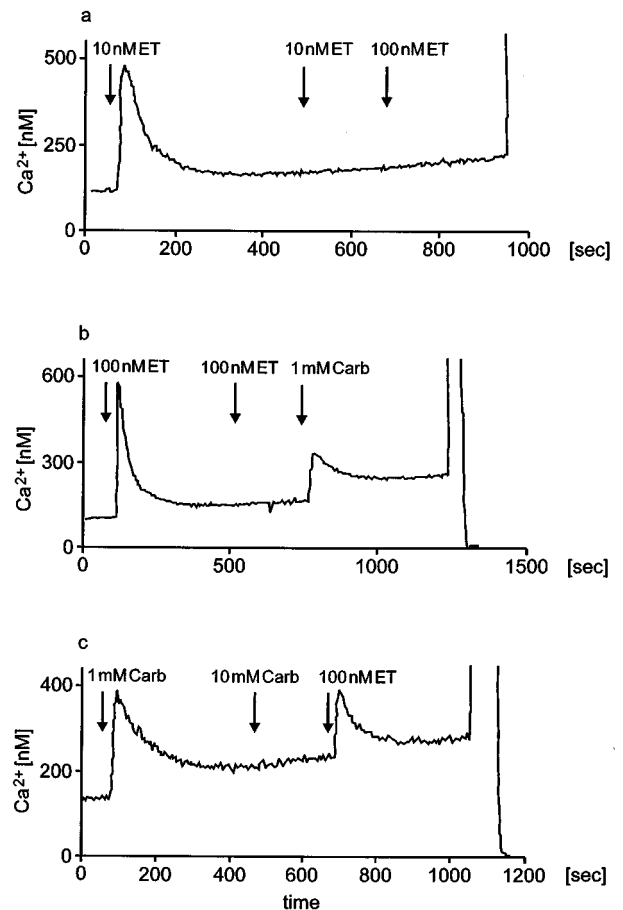 a
10nMET 10nMET 100nMET
500
250
0
Ca2+ [nM]
0 200 400 600 800 1000 [sec]
b
100nMET 100nMET 1mMCarb
600
300
0
Ca2+ [nM]
0 500 1000 1500 [sec]
c
1mMCarb 10mMCarb 100nMET
400
200
0
Ca2+ [nM]
0 200 400 600 800 1000 1200 [sec]
time